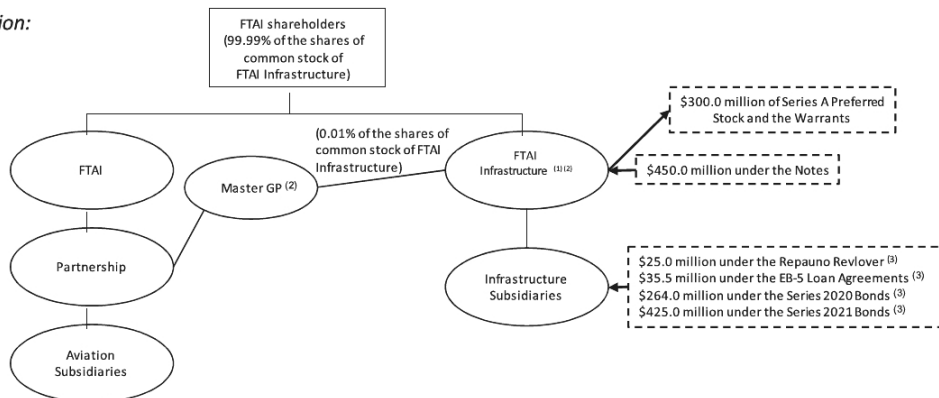 ion:
FTAI shareholders
(99.99% of the shares of
common stock of
FTAI Infrastructure)
$300.0 million of Series A Preferred
Stock and the Warrants
(0.01% of the shares of
common stock of FTAI
Infrastructure)
FTAI
Master GP (2)
FTAI
Infrastructure (1) (2)
$450.0 million under the Notes
Partnership
Infrastructure
Subsidiaries
$25.0 million under the Repauno Revlover (3)
$35.5 million under the EB-5 Loan Agreements (3)
$264.0 million under the Series 2020 Bonds (3)
$425.0 million under the Series 2021 Bonds (3)
Aviation
Subsidiaries